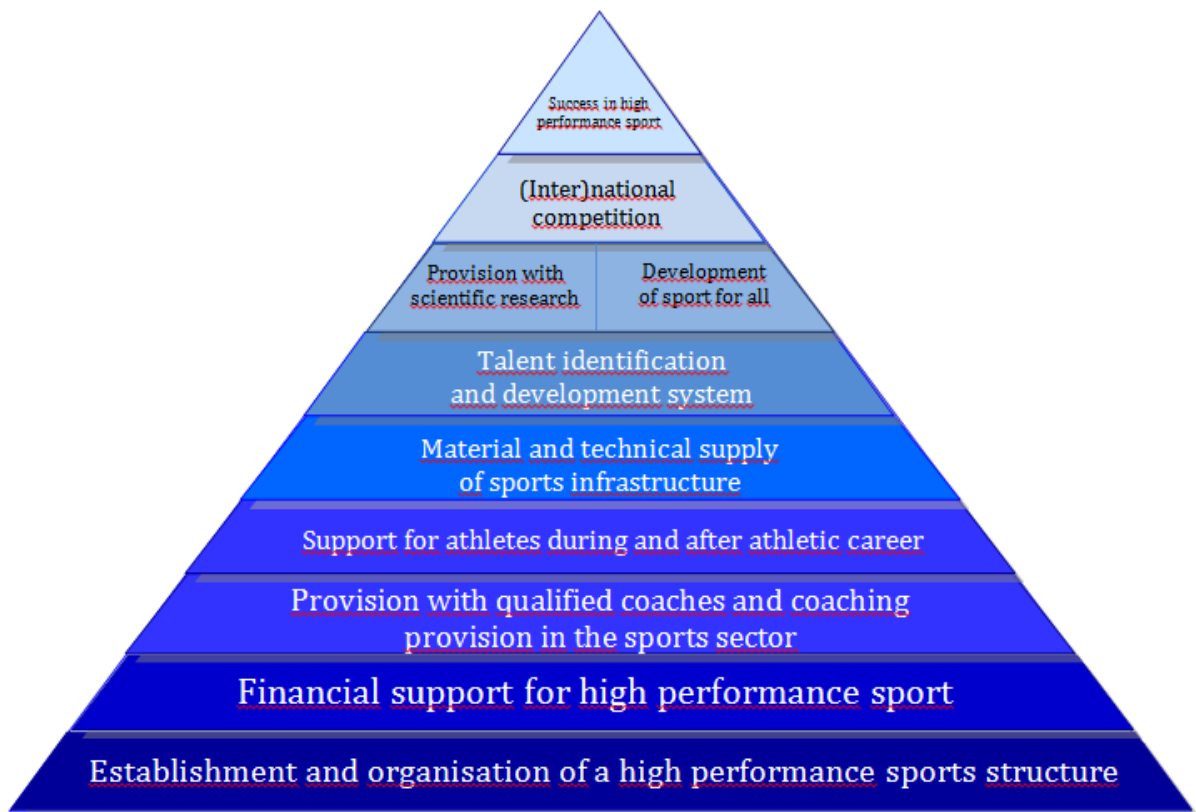 Success in high
performance sport
(Inter)national
competition
Provision with
scientific research
Development
of sport for all
Talent identification
and development system
Material and technical supply
of sports infrastructure
Support for athletes during and after athletic career
Provision with qualified coaches and coaching
provision in the sports sector
Financial support for high performance sport
Establishment and organisation of a high performance sports structure